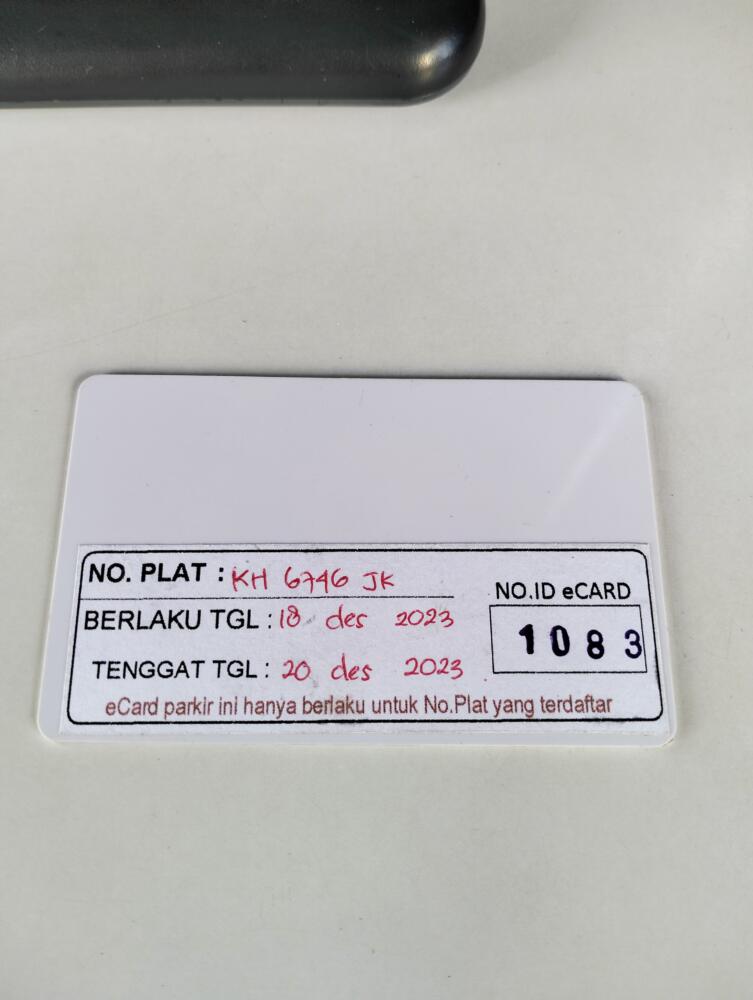 NO. PLAT : KH 6746 JK
BERLAKU TGL : 18 des 2023
TENGGAT TGL : 20 des 2023
NO.ID eCARD
1083
eCard parkir ini hanya berlaku untuk No.Plat yang terdaftar